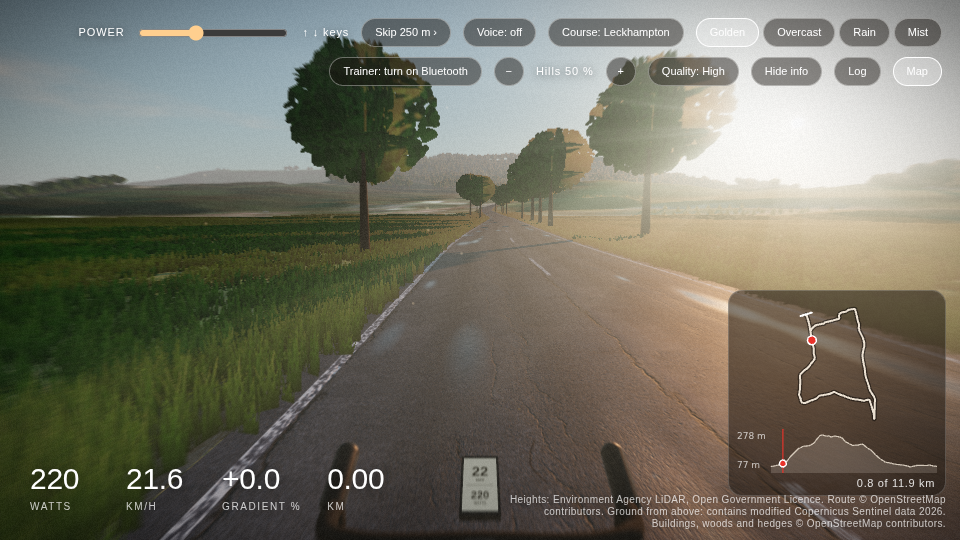 POWER ↑ ↓ keys Skip 250 m › Voice: off Course: Leckhampton Golden Overcast Rain Mist
Trainer: turn on Bluetooth − Hills 50 % + Quality: High Hide info Log Map
278 m
77 m
0.8 of 11.9 km
220 21.6 +0.0 0.00
WATTS KM/H GRADIENT % KM
22
220
Heights: Environment Agency LiDAR, Open Government Licence. Route © OpenStreetMap
contributors. Ground from above: contains modified Copernicus Sentinel data 2026.
Buildings, woods and hedges © OpenStreetMap contributors.